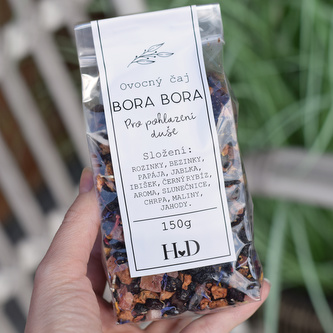 Ovocný čaj
BORA BORA
Pro pohlazení
duše
Složení:
ROZINKY, BEZINKY,
PAPÁJA, JABLKA,
IBIŠEK, ČERNÝ RYBÍZ,
AROMA, SLUNEČNICE,
CHRPA, MALINY,
JAHODY.
150g
H♥D